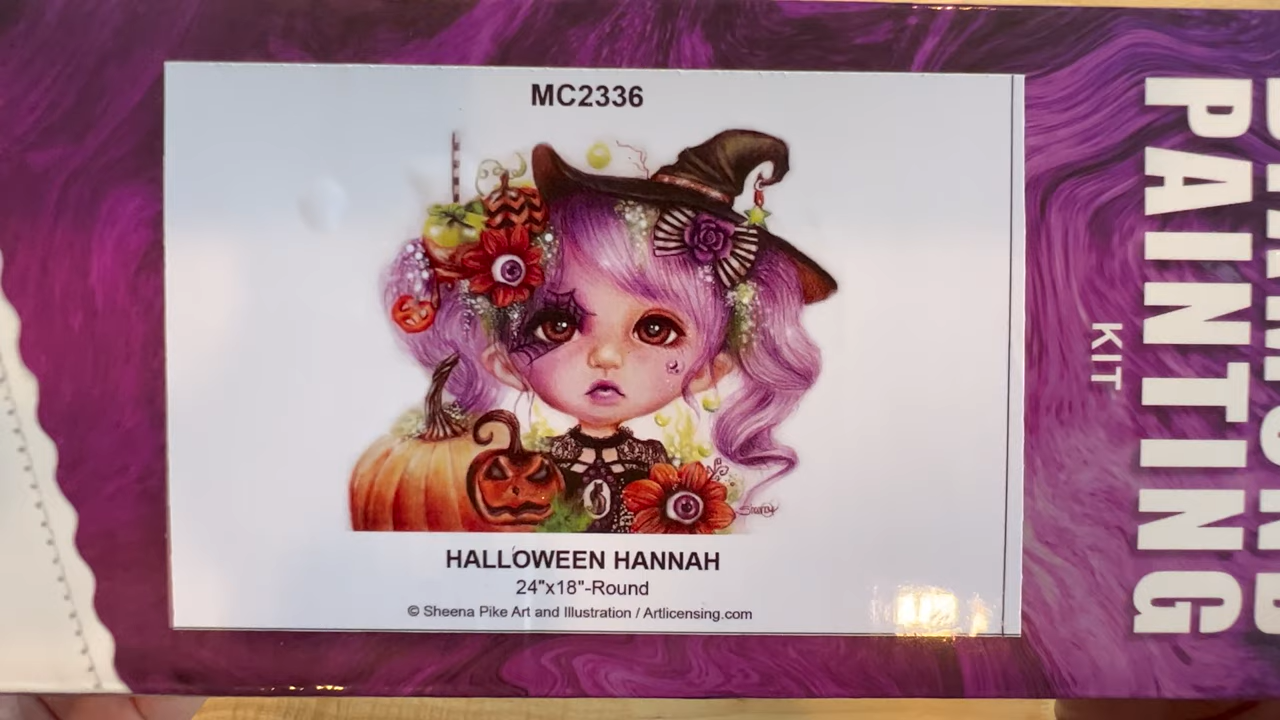 MC2336
HALLOWEEN HANNAH
24"x18"-Round
© Sheena Pike Art and Illustration / Artlicensing.com
PAINTING
KIT